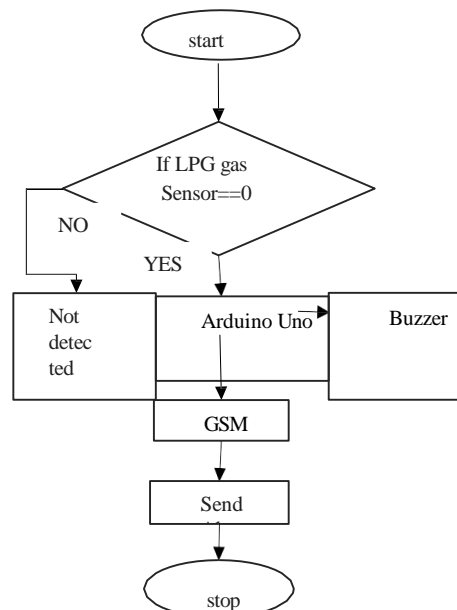 start
If LPG gas
Sensor==0
NO
YES
Not
detec
ted
Arduino Uno
Buzzer
GSM
Send
stop